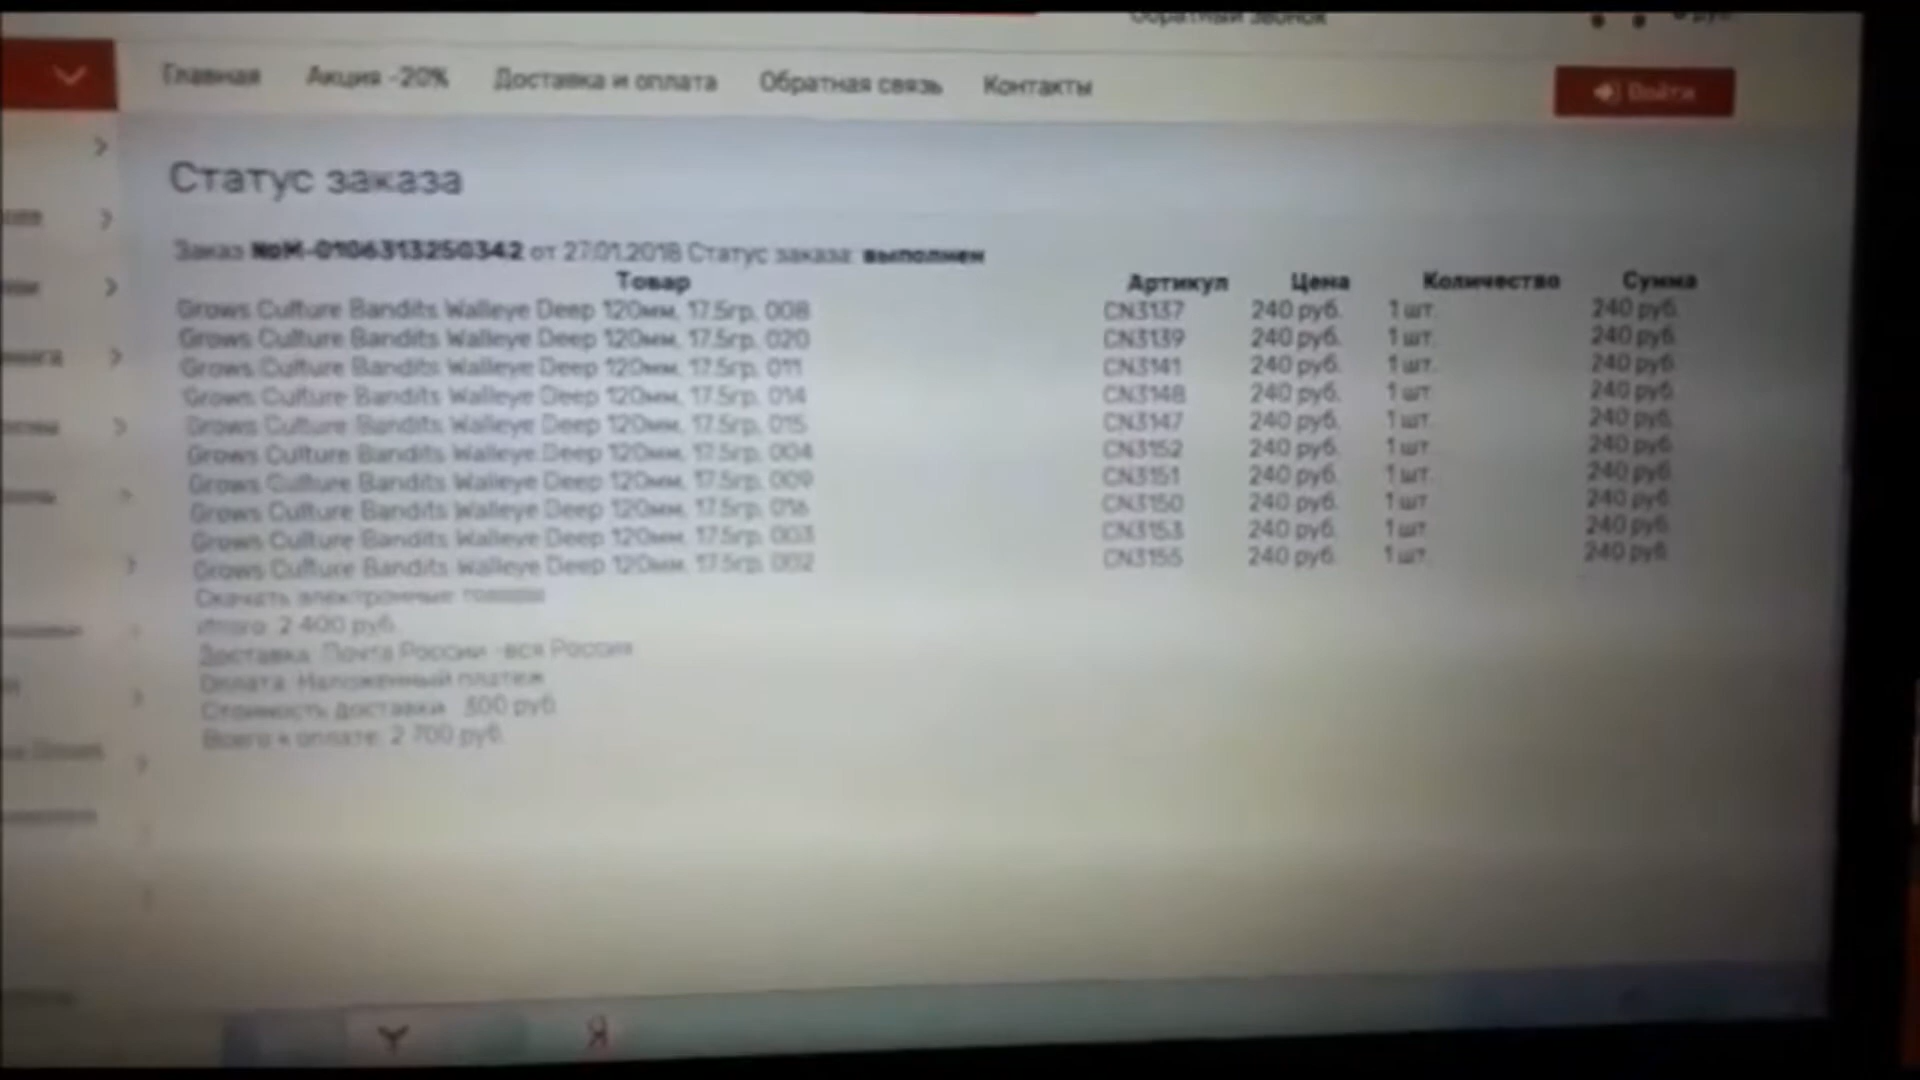 Обратный звонок
Главная Акция -20% Доставка и оплата Обратная связь Контакты Войти
Статус заказа
Заказ №M-0106313250342 от 27.01.2018 Статус заказа: выполнен
Товар Артикул Цена Количество Сумма
Grows Culture Bandits Walleye Deep 120мм, 17.5гр, 008 CN3137 240 руб. 1 шт. 240 руб.
Grows Culture Bandits Walleye Deep 120мм, 17.5гр, 020 CN3139 240 руб. 1 шт. 240 руб.
Grows Culture Bandits Walleye Deep 120мм, 17.5гр, 011 CN3141 240 руб. 1 шт. 240 руб.
Grows Culture Bandits Walleye Deep 120мм, 17.5гр, 014 CN3148 240 руб. 1 шт. 240 руб.
Grows Culture Bandits Walleye Deep 120мм, 17.5гр, 015 CN3147 240 руб. 1 шт. 240 руб.
Grows Culture Bandits Walleye Deep 120мм, 17.5гр, 004 CN3152 240 руб. 1 шт. 240 руб.
Grows Culture Bandits Walleye Deep 120мм, 17.5гр, 009 CN3151 240 руб. 1 шт. 240 руб.
Grows Culture Bandits Walleye Deep 120мм, 17.5гр, 016 CN3150 240 руб. 1 шт. 240 руб.
Grows Culture Bandits Walleye Deep 120мм, 17.5гр, 003 CN3153 240 руб. 1 шт. 240 руб.
Grows Culture Bandits Walleye Deep 120мм, 17.5гр, 002 CN3155 240 руб. 1 шт. 240 руб.
Скачать электронные товары
Итого: 2 400 руб.
Доставка: Почта России -вся Россия
Оплата: Наложенный платеж
Стоимость доставки: 300 руб.
Всего к оплате: 2 700 руб.
Я